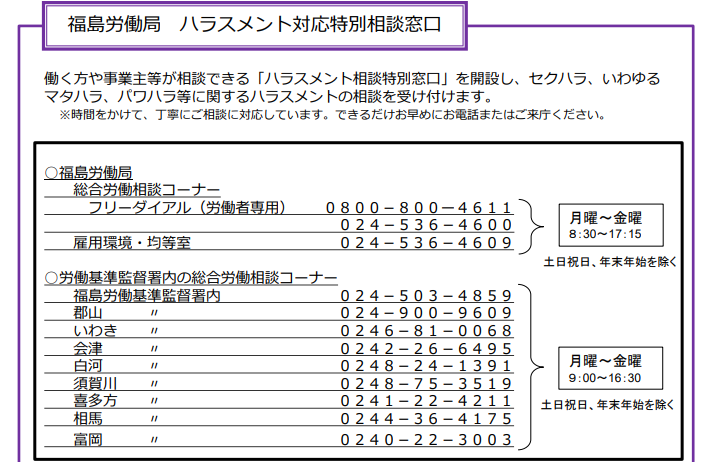 福島労働局　ハラスメント対応特別相談窓口
働く方や事業主等が相談できる「ハラスメント相談特別窓口」を開設し、セクハラ、いわゆる
マタハラ、パワハラ等に関するハラスメントの相談を受け付けます。
※時間をかけて、丁寧にご相談に対応しています。できるだけお早めにお電話またはご来庁ください。
○福島労働局
総合労働相談コーナー
フリーダイアル（労働者専用）　０８００－８００－４６１１
０２４－５３６－４６００
雇用環境・均等室　０２４－５３６－４６０９
月曜～金曜
8：30～17：15
土日祝日、年末年始を除く
○労働基準監督署内の総合労働相談コーナー
福島労働基準監督署内　０２４－５０３－４８５９
郡山　〃　０２４－９００－９６０９
いわき　〃　０２４６－８１－００６８
会津　〃　０２４２－２６－６４９５
白河　〃　０２４８－２４－１３９１
須賀川　〃　０２４８－７５－３５１９
喜多方　〃　０２４１－２２－４２１１
相馬　〃　０２４４－３６－４１７５
富岡　〃　０２４０－２２－３００３
月曜～金曜
9：00～16：30
土日祝日、年末年始を除く